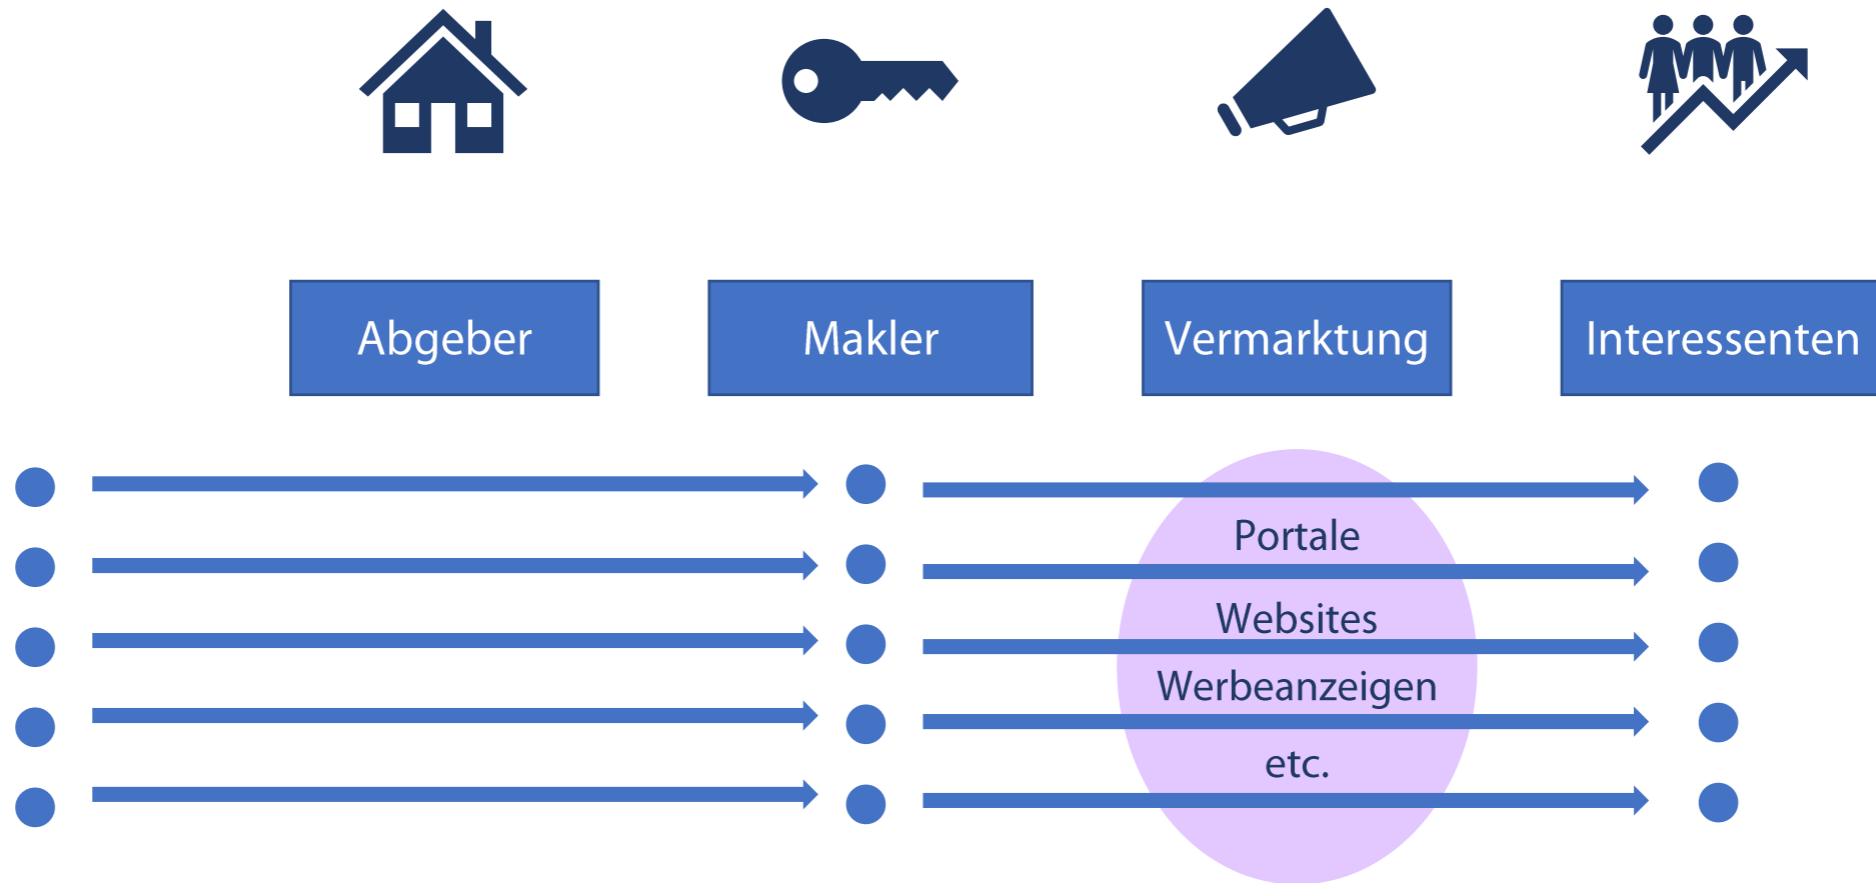 Abgeber
Makler
Vermarktung
Interessenten
Portale
Websites
Werbeanzeigen
etc.